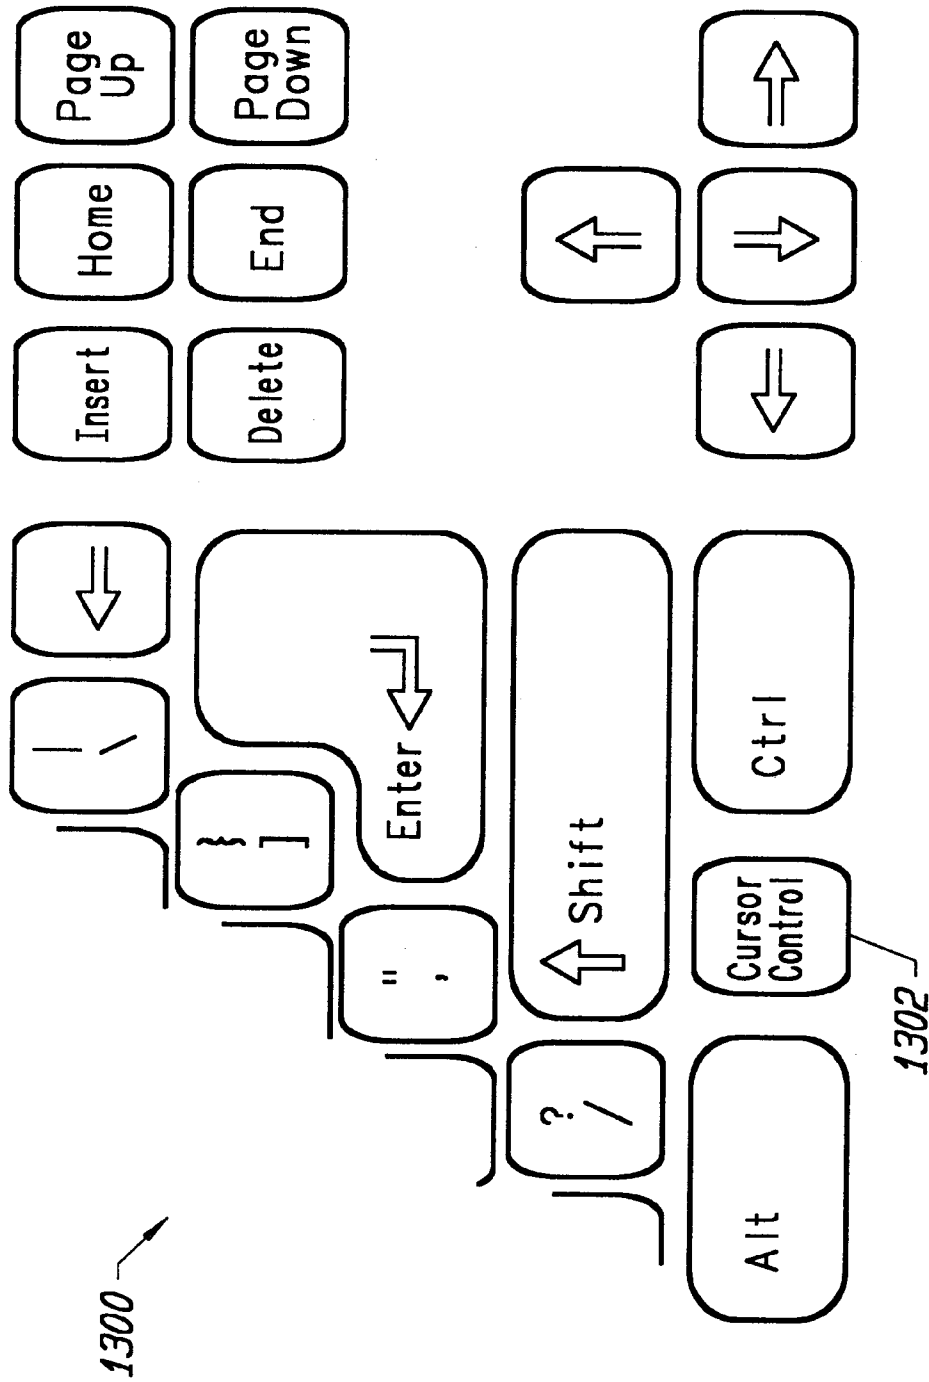 1300
|
\
Insert
Home
Page
Up
}
]
Delete
End
Page
Down
"
'
Enter
?
/
Shift
Alt
Cursor
Control
Ctrl
1302